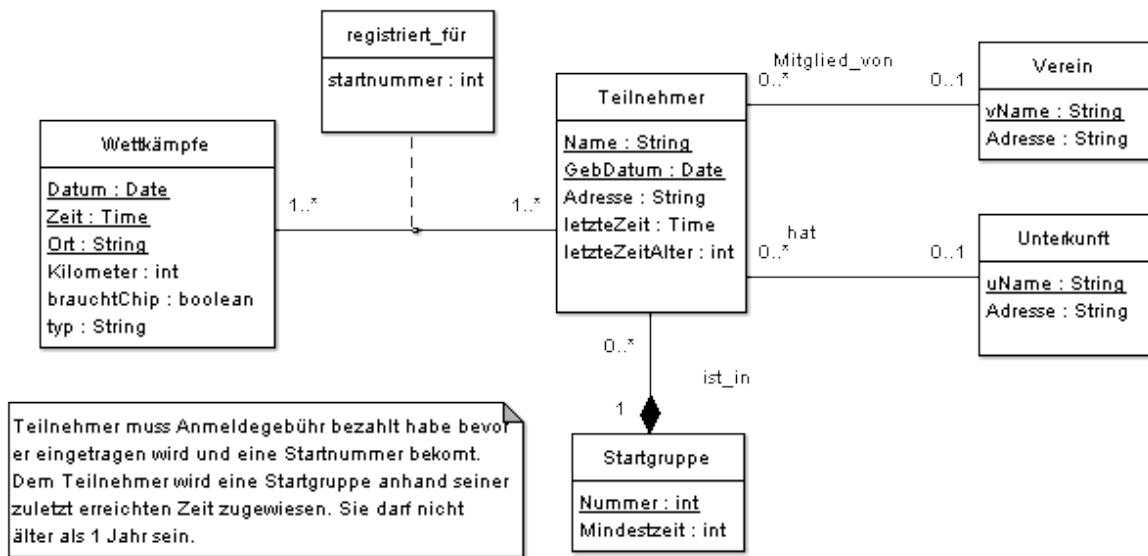 registriert_für
startnummer : int
Wettkämpfe
Datum : Date
Zeit : Time
Ort : String
Kilometer : int
brauchtChip : boolean
typ : String
1..*
1..*
Teilnehmer
Name : String
GebDatum : Date
Adresse : String
letzteZeit : Time
letzteZeitAlter : int
Mitglied_von
0..*
0..1
Verein
vName : String
Adresse : String
hat
0..*
0..1
Unterkunft
uName : String
Adresse : String
0..*
ist_in
1
Startgruppe
Nummer : int
Mindestzeit : int
Teilnehmer muss Anmeldegebühr bezahlt habe bevor
er eingetragen wird und eine Startnummer bekomt.
Dem Teilnehmer wird eine Startgruppe anhand seiner
zuletzt erreichten Zeit zugewiesen. Sie darf nicht
älter als 1 Jahr sein.